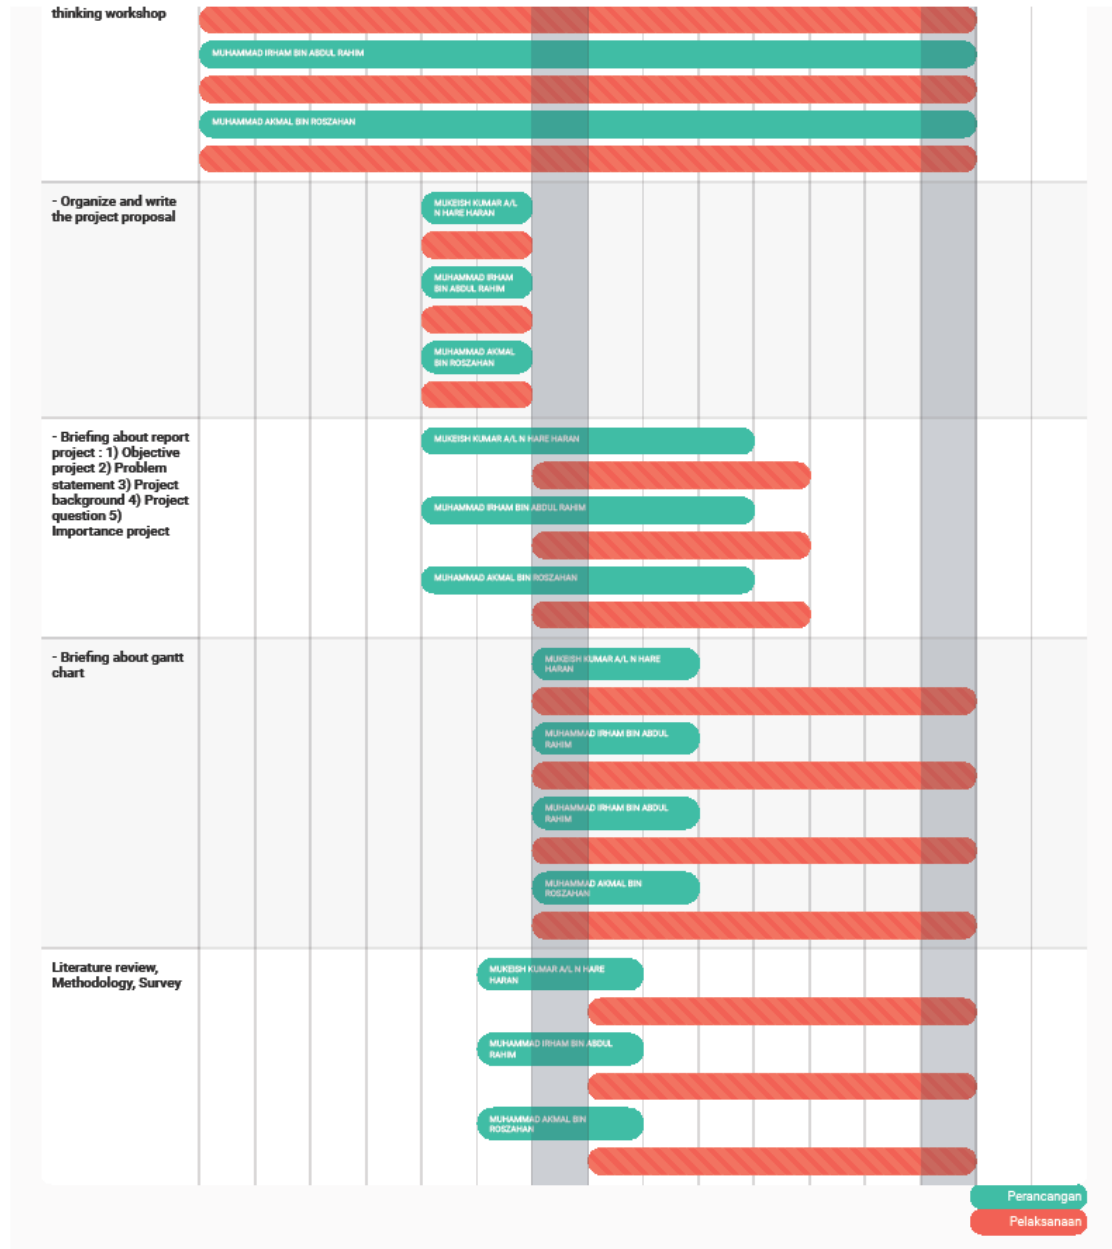 thinking workshop
MUHAMMAD IRHAM BIN ABDUL RAHIM
MUHAMMAD AKMAL BIN ROSZAHAN
- Organize and write
the project proposal
MUKEISH KUMAR A/L
N HARE HARAN
MUHAMMAD IRHAM
BIN ABDUL RAHIM
MUHAMMAD AKMAL
BIN ROSZAHAN
- Briefing about report
project : 1) Objective
project 2) Problem
statement 3) Project
background 4) Project
question 5)
Importance project
MUKEISH KUMAR A/L N HARE HARAN
MUHAMMAD IRHAM BIN ABDUL RAHIM
MUHAMMAD AKMAL BIN ROSZAHAN
- Briefing about gantt
chart
MUKEISH KUMAR A/L N HARE
HARAN
MUHAMMAD IRHAM BIN ABDUL
RAHIM
MUHAMMAD IRHAM BIN ABDUL
RAHIM
MUHAMMAD AKMAL BIN
ROSZAHAN
Literature review,
Methodology, Survey
MUKEISH KUMAR A/L N HARE
HARAN
MUHAMMAD IRHAM BIN ABDUL
RAHIM
MUHAMMAD AKMAL BIN
ROSZAHAN
Perancangan
Pelaksanaan